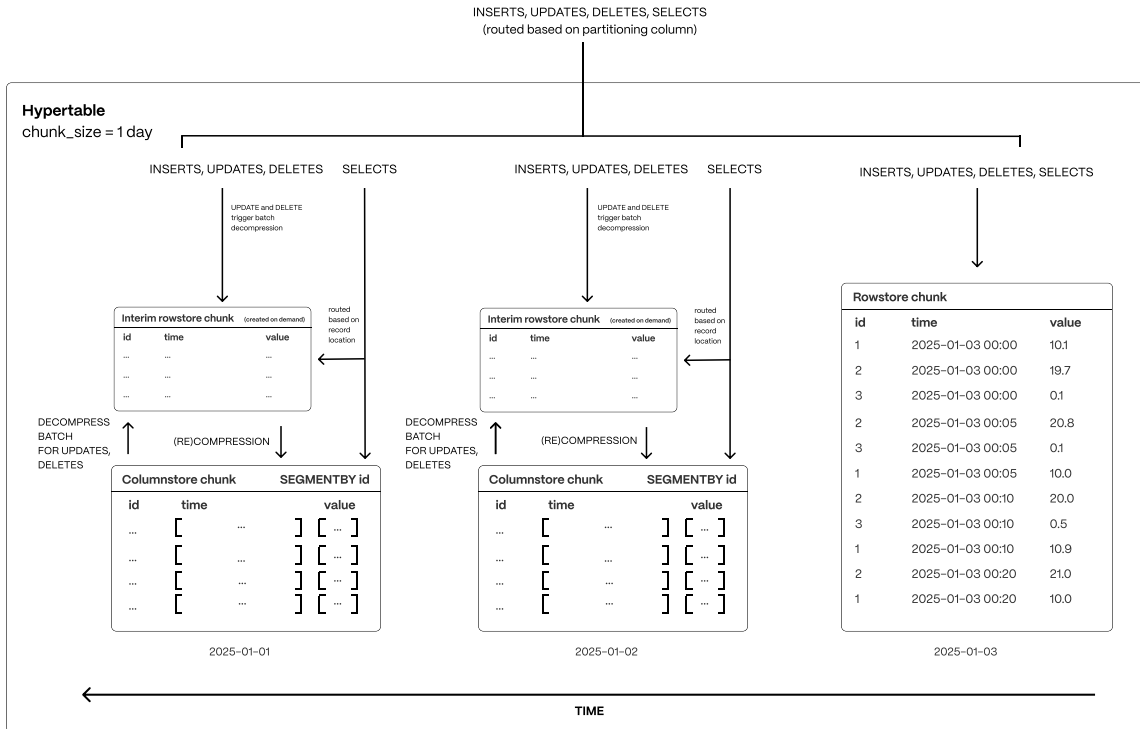 INSERTS, UPDATES, DELETES, SELECTS
(routed based on partitioning column)
Hypertable
chunk_size = 1 day
INSERTS, UPDATES, DELETES SELECTS
UPDATE and DELETE
trigger batch
decompression
routed
based on
record
location
Interim rowstore chunk (created on demand)
id time value
... ... ...
... ... ...
... ... ...
DECOMPRESS
BATCH
FOR UPDATES,
DELETES
(RE)COMPRESSION
Columnstore chunk SEGMENTBY id
id time value
... [ ... ] [ ... ]
... [ ... ] [ ... ]
... [ ... ] [ ... ]
... [ ... ] [ ... ]
2025-01-01
INSERTS, UPDATES, DELETES SELECTS
UPDATE and DELETE
trigger batch
decompression
routed
based on
record
location
Interim rowstore chunk (created on demand)
id time value
... ... ...
... ... ...
... ... ...
DECOMPRESS
BATCH
FOR UPDATES,
DELETES
(RE)COMPRESSION
Columnstore chunk SEGMENTBY id
id time value
... [ ... ] [ ... ]
... [ ... ] [ ... ]
... [ ... ] [ ... ]
... [ ... ] [ ... ]
2025-01-02
INSERTS, UPDATES, DELETES, SELECTS
Rowstore chunk
id time value
1 2025-01-03 00:00 10.1
2 2025-01-03 00:00 19.7
3 2025-01-03 00:00 0.1
2 2025-01-03 00:05 20.8
3 2025-01-03 00:05 0.1
1 2025-01-03 00:05 10.0
2 2025-01-03 00:10 20.0
3 2025-01-03 00:10 0.5
1 2025-01-03 00:10 10.9
2 2025-01-03 00:20 21.0
1 2025-01-03 00:20 10.0
2025-01-03
TIME